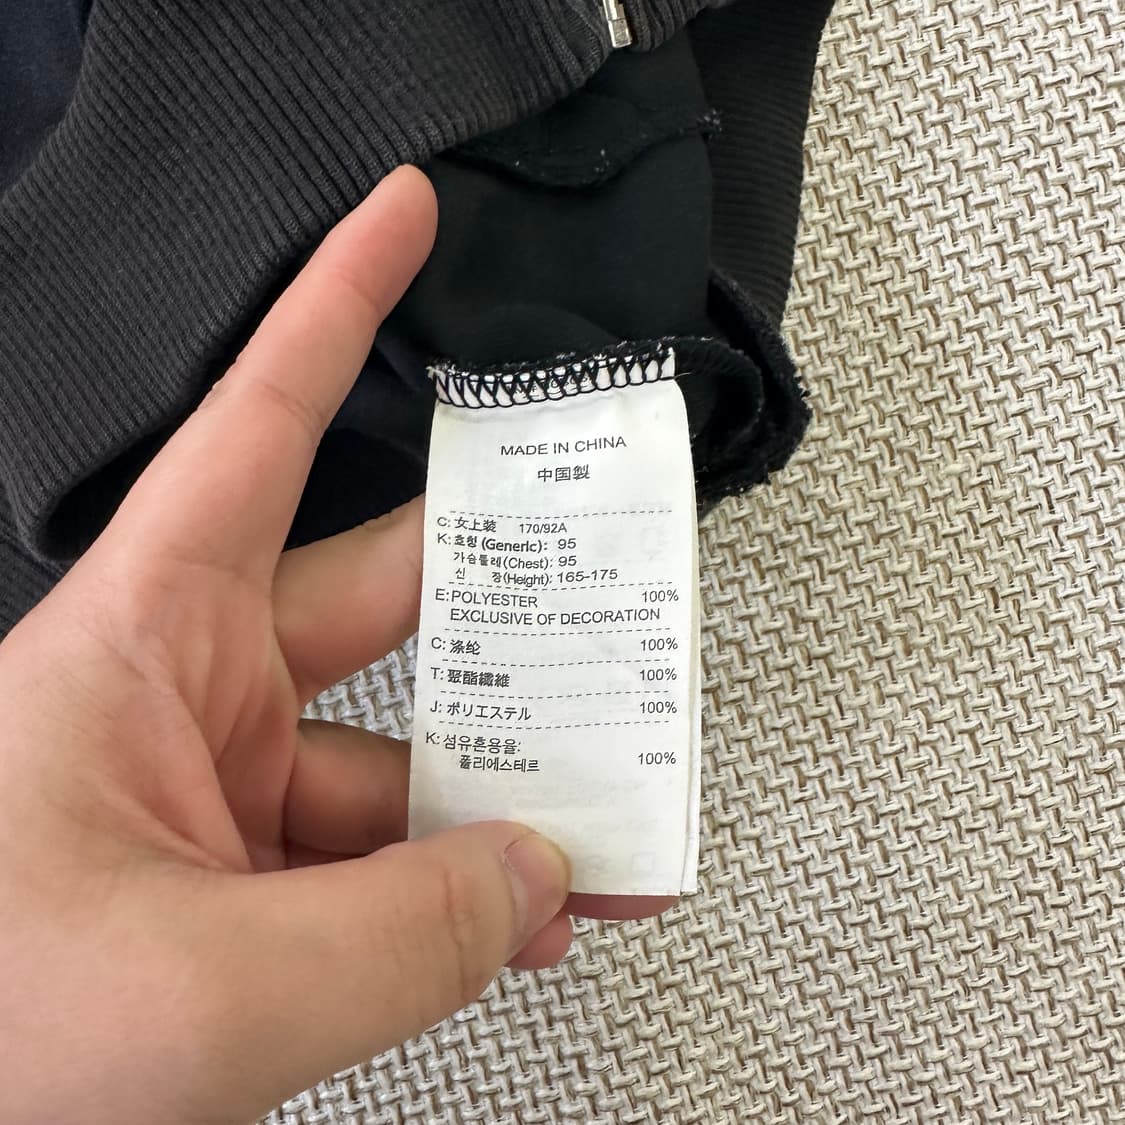 MADE IN CHINA
中国製
C: 女上装 170/92A
K: 호형 (Generic): 95
가슴둘레(Chest): 95
신 장(Height): 165-175
E: POLYESTER 100%
EXCLUSIVE OF DECORATION
C: 涤纶 100%
T: 聚酯纖維 100%
J: ポリエステル 100%
K: 섬유혼용율:
폴리에스테르 100%